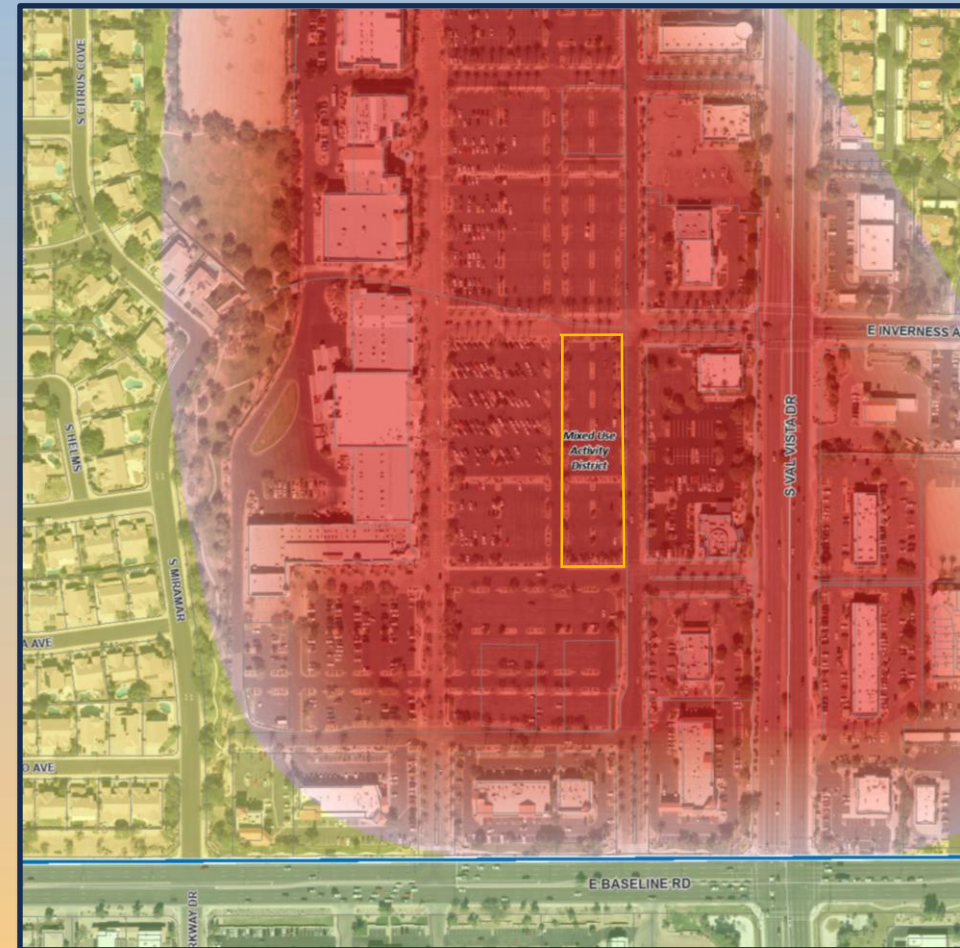 S CITRUS COVE
E INVERNESS A
S VAL VISTA DR
Mixed Use
Activity
District
S HELMS
S MIRAMAR
A AVE
O AVE
E BASELINE RD
RKWAY DR